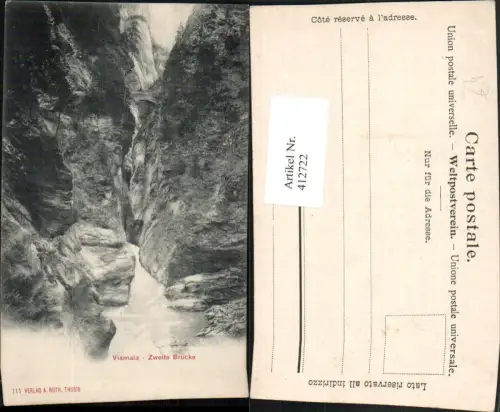 Viamala - Zweite Brücke
111 VERLAG A. ROTH, THUSIS.
Côté réservé à l'adresse.
Artikel Nr.
412722
Carte postale.
Union postale universelle. — Weltpostverein. — Unione postale universale.
Nur für die Adresse.
Lato riservato all indirizzo